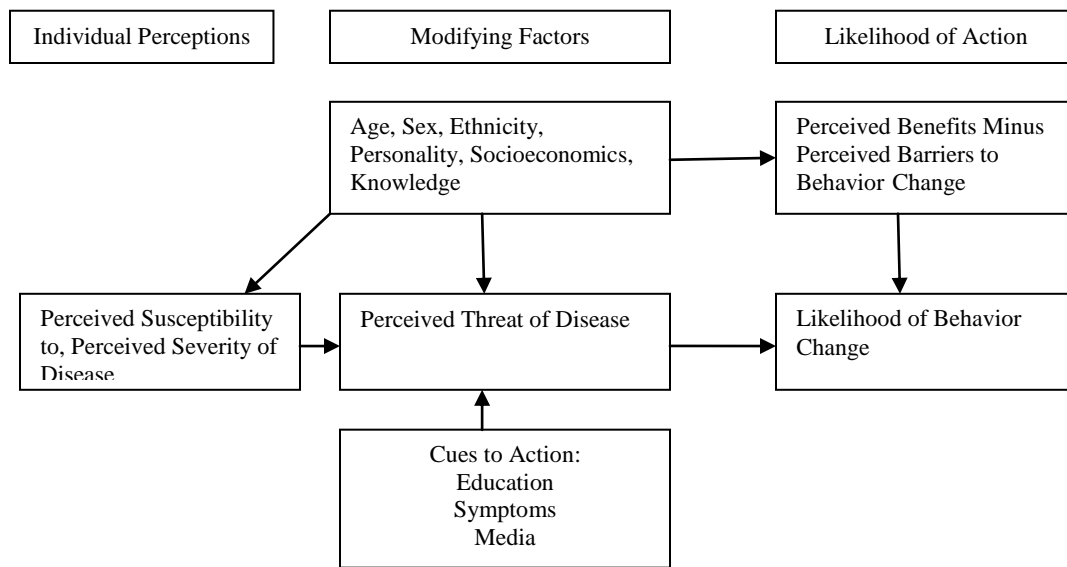 Individual Perceptions
Modifying Factors
Likelihood of Action
Age, Sex, Ethnicity,
Personality, Socioeconomics,
Knowledge
Perceived Benefits Minus
Perceived Barriers to
Behavior Change
Perceived Susceptibility
to, Perceived Severity of
Disease
Perceived Threat of Disease
Likelihood of Behavior
Change
Cues to Action:
Education
Symptoms
Media